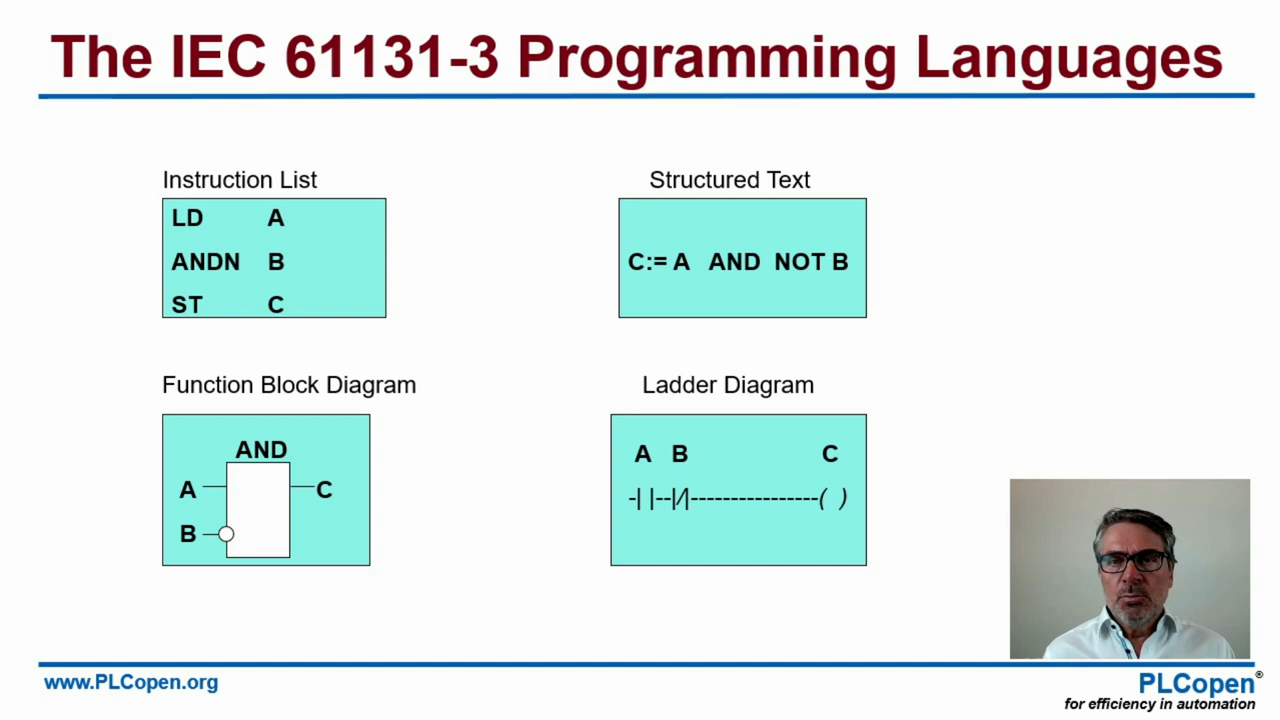 The IEC 61131-3 Programming Languages
Instruction List
LD A
ANDN B
ST C
Structured Text
C:= A AND NOT B
Function Block Diagram
AND
A C
B
Ladder Diagram
A B C
-| |--|/|----------------( )
www.PLCopen.org
PLCopen®
for efficiency in automation